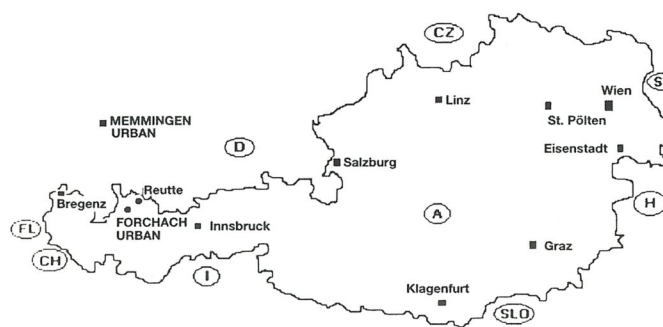 CZ
S
Wien
Linz
St. Pölten
MEMMINGEN
URBAN
D
Eisenstadt
Salzburg
Reutte
Bregenz
H
A
FORCHACH
URBAN
Innsbruck
FL
Graz
CH
I
Klagenfurt
SLO